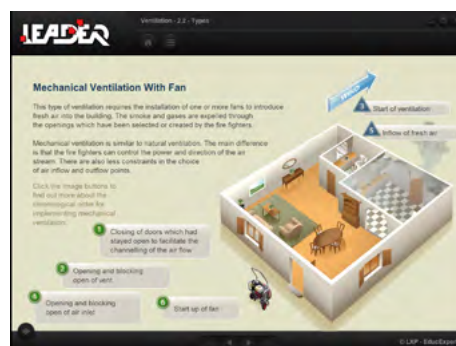 LEADER
Ventilation - 2.2 - Types
Mechanical Ventilation With Fan
This type of ventilation requires the installation of one or more fans to introduce
fresh air into the building. The smoke and gases are expelled through
the openings which have been selected or created by the fire fighters.
Mechanical ventilation is similar to natural ventilation. The main difference
is that the fire fighters can control the power and direction of the air
stream. There are also less constraints in the choice
of air inflow and outflow points.
Click the image buttons to
find out more about the
chronological order for
implementing mechanical
ventilation.
WIND
3 Start of ventilation
5 Inflow of fresh air
1 Closing of doors which had
stayed open to facilitate the
channelling of the air flow
2 Opening and blocking
open of vent
4 Opening and blocking
open of air inlet
6 Start up of fan
© LAP - EduciExpert